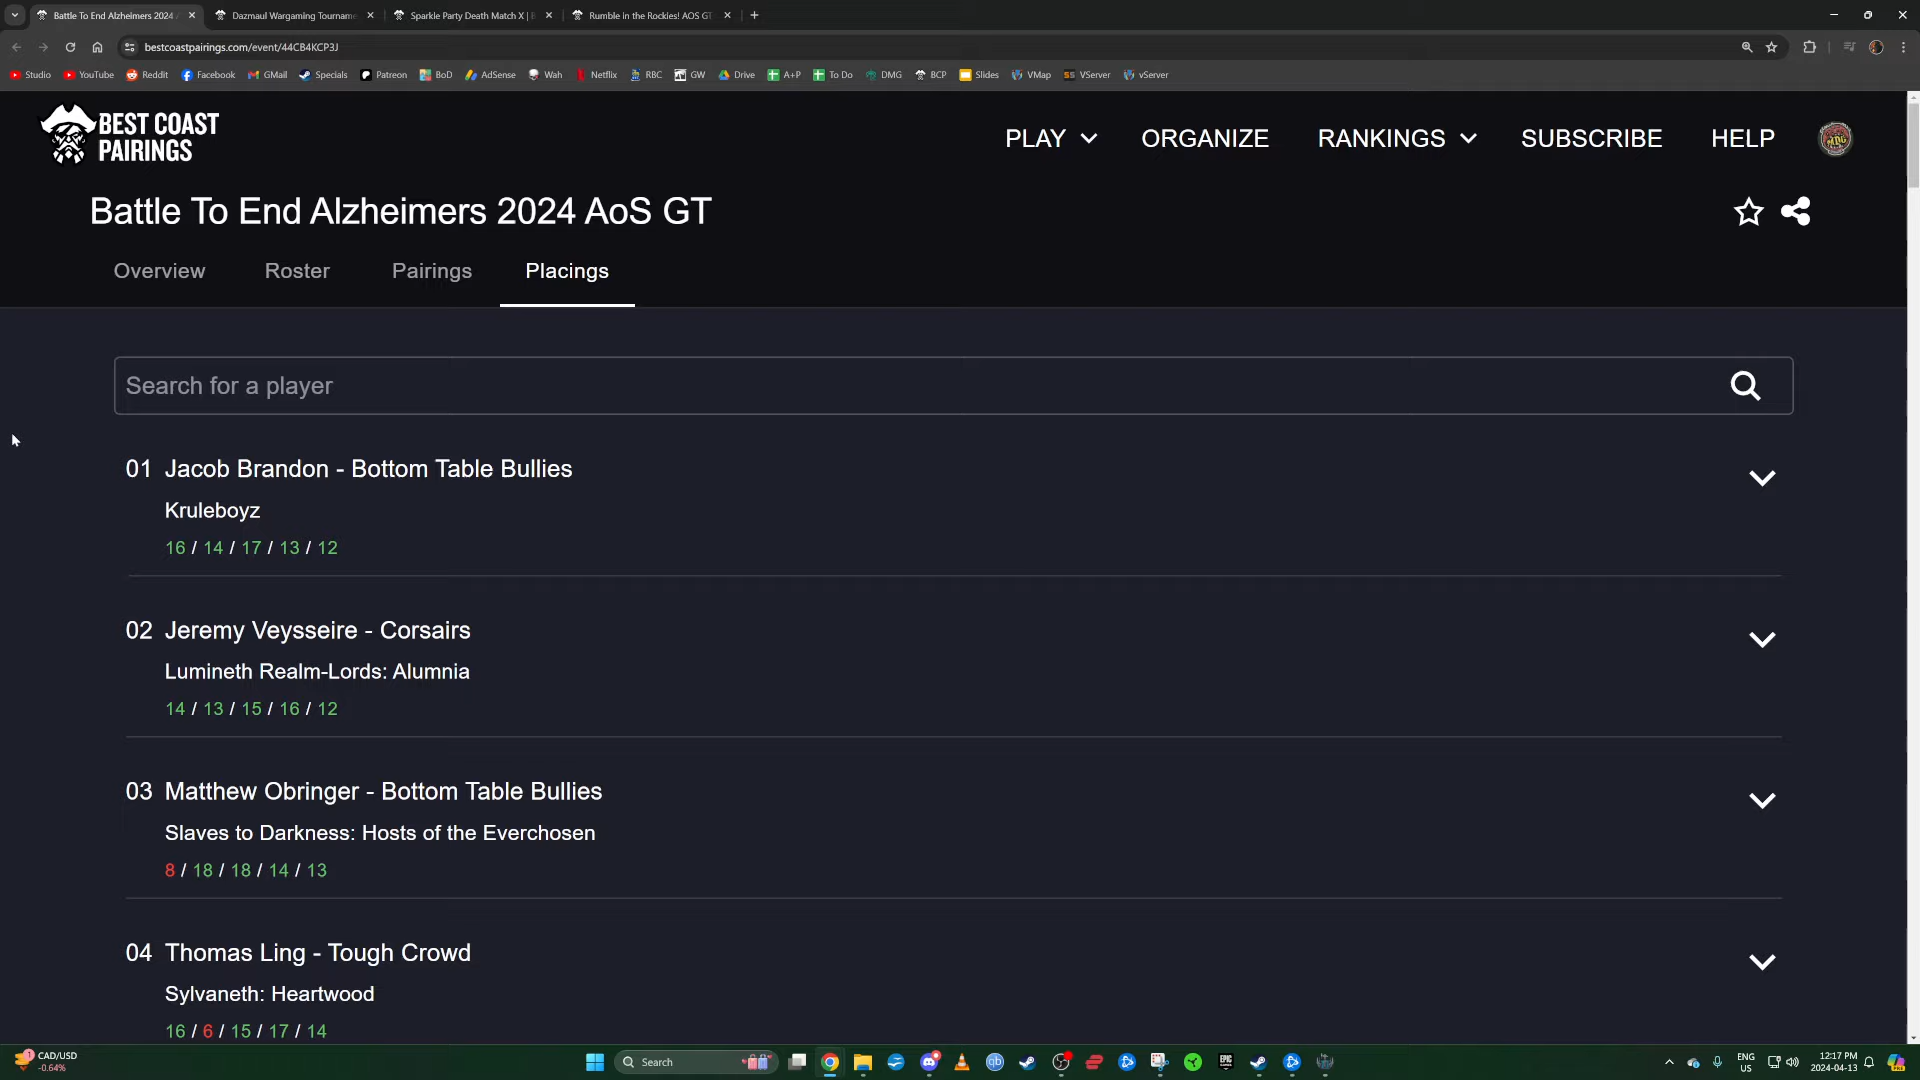 Battle To End Alzheimers 2024
Dazmaul Wargaming Tourname
Sparkle Party Death Match X |
Rumble in the Rockies! AOS GT
bestcoastpairings.com/event/44CB4KCP3J
Studio YouTube Reddit Facebook GMail Specials Patreon BoD AdSense Wah Netflix RBC GW Drive A+P To Do DMG BCP Slides VMap VServer vServer
BEST COAST
PAIRINGS
PLAY ORGANIZE RANKINGS SUBSCRIBE HELP
Battle To End Alzheimers 2024 AoS GT
Overview Roster Pairings Placings
Search for a player
01 Jacob Brandon - Bottom Table Bullies
Kruleboyz
16 / 14 / 17 / 13 / 12
02 Jeremy Veysseire - Corsairs
Lumineth Realm-Lords: Alumnia
14 / 13 / 15 / 16 / 12
03 Matthew Obringer - Bottom Table Bullies
Slaves to Darkness: Hosts of the Everchosen
8 / 18 / 18 / 14 / 13
04 Thomas Ling - Tough Crowd
Sylvaneth: Heartwood
16 / 6 / 15 / 17 / 14
CAD/USD
-0.64%
Search
ENG
US
12:17 PM
2024-04-13